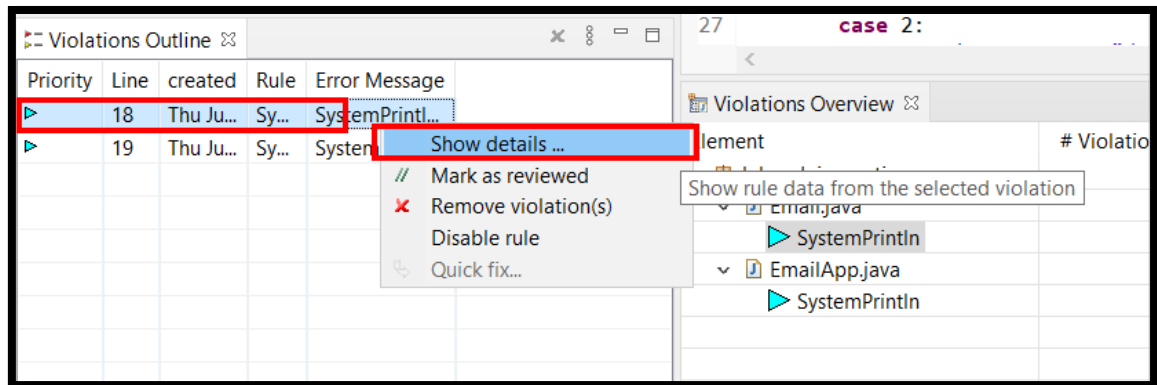 Violations Outline
Priority Line created Rule Error Message
18 Thu Ju... Sy... SystemPrintl...
19 Thu Ju... Sy... System
Show details ...
Mark as reviewed
Remove violation(s)
Disable rule
Quick fix...
27 case 2:
Violations Overview
lement # Violatio
Show rule data from the selected violation
Email.java
SystemPrintln
EmailApp.java
SystemPrintln